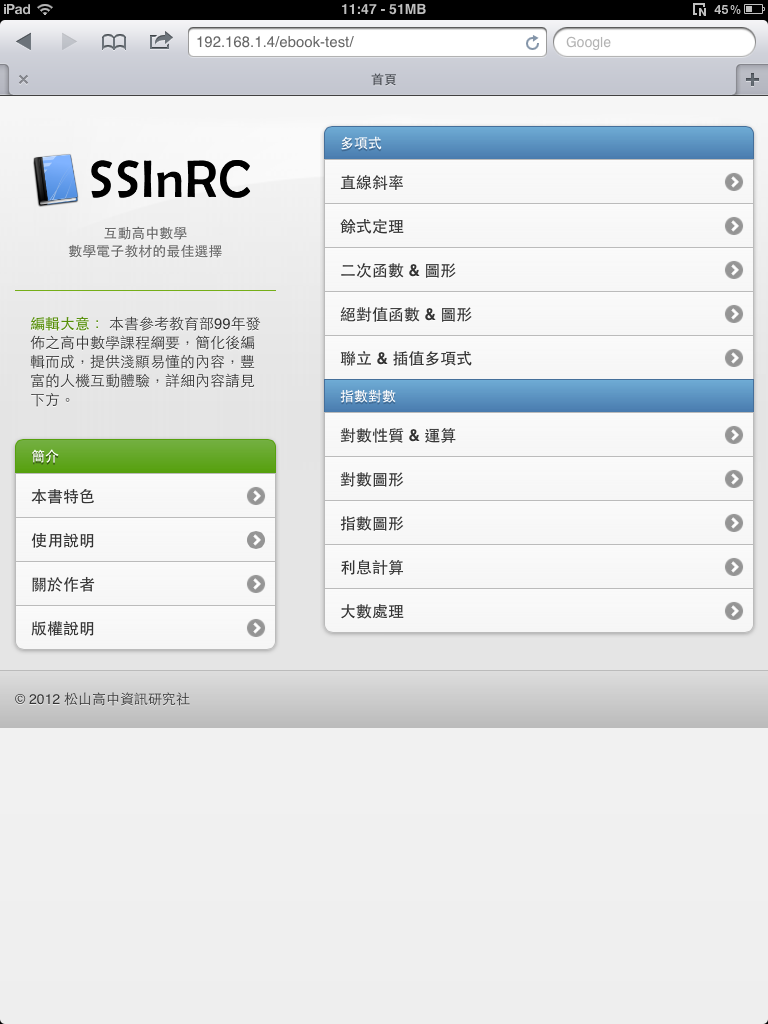 iPad 11:47 - 51MB 45%
192.168.1.4/ebook-test/ Google
首頁
SSInRC
互動高中數學
數學電子教材的最佳選擇
編輯大意： 本書參考教育部99年發
佈之高中數學課程綱要，簡化後編
輯而成，提供淺顯易懂的內容，豐
富的人機互動體驗，詳細內容請見
下方。
簡介
本書特色
使用說明
關於作者
版權說明
多項式
直線斜率
餘式定理
二次函數 & 圖形
絕對值函數 & 圖形
聯立 & 插值多項式
指數對數
對數性質 & 運算
對數圖形
指數圖形
利息計算
大數處理
© 2012 松山高中資訊研究社